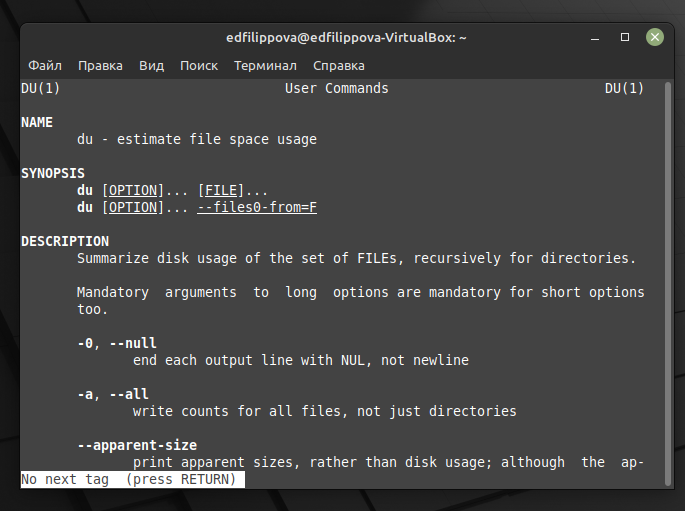 edfilippova@edfilippova-VirtualBox: ~
Файл Правка Вид Поиск Терминал Справка
DU(1) User Commands DU(1)
NAME
du - estimate file space usage
SYNOPSIS
du [OPTION]... [FILE]...
du [OPTION]... --files0-from=F
DESCRIPTION
Summarize disk usage of the set of FILEs, recursively for directories.
Mandatory arguments to long options are mandatory for short options
too.
-0, --null
end each output line with NUL, not newline
-a, --all
write counts for all files, not just directories
--apparent-size
print apparent sizes, rather than disk usage; although the ap-
No next tag (press RETURN)